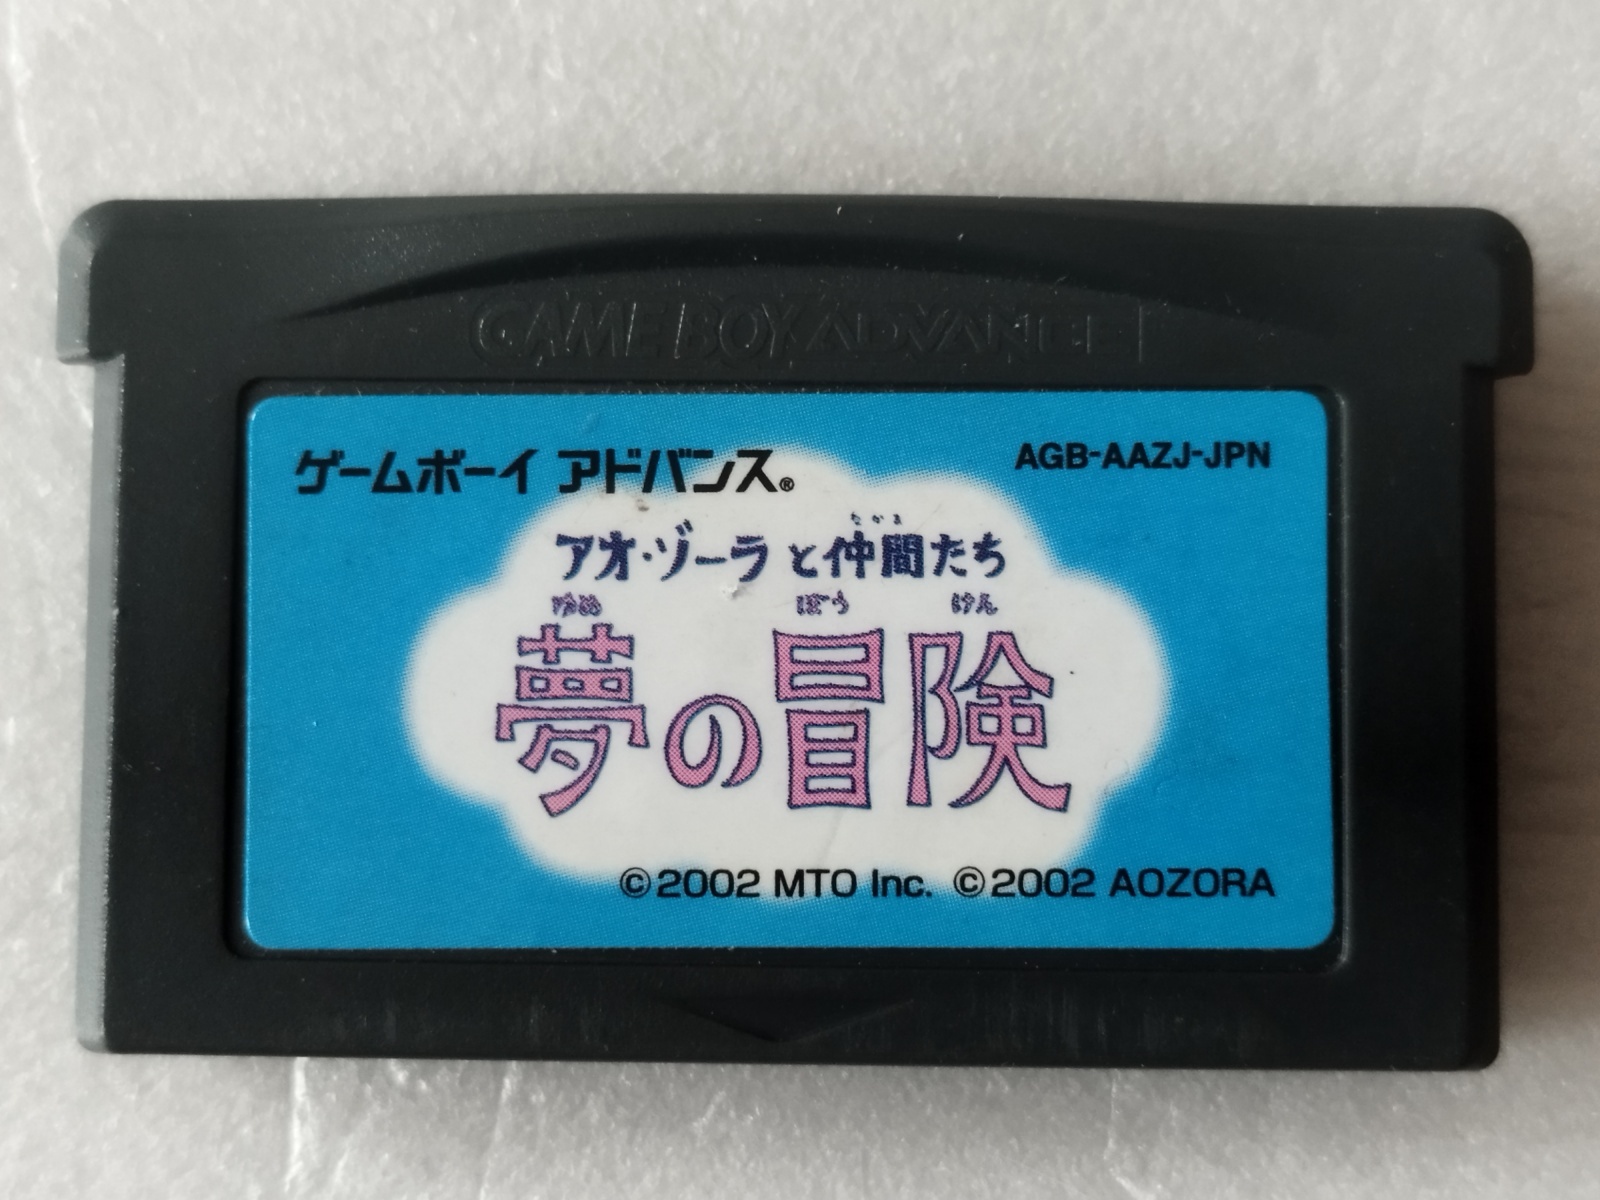 GAME BOY ADVANCE
ゲームボーイ アドバンス®
AGB-AAZJ-JPN
なかま
アオ・ゾーラと仲間たち
ゆめ ぼう けん
夢の冒険
©2002 MTO Inc. ©2002 AOZORA